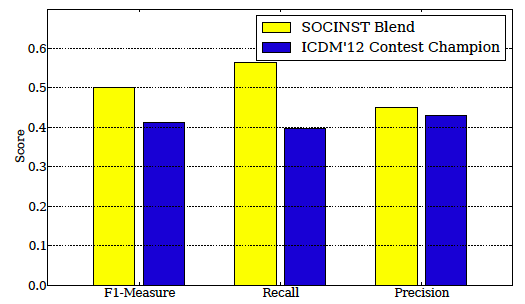 SOCINST Blend
ICDM'12 Contest Champion
Score
0.6
0.5
0.4
0.3
0.2
0.1
0.0
F1-Measure
Recall
Precision